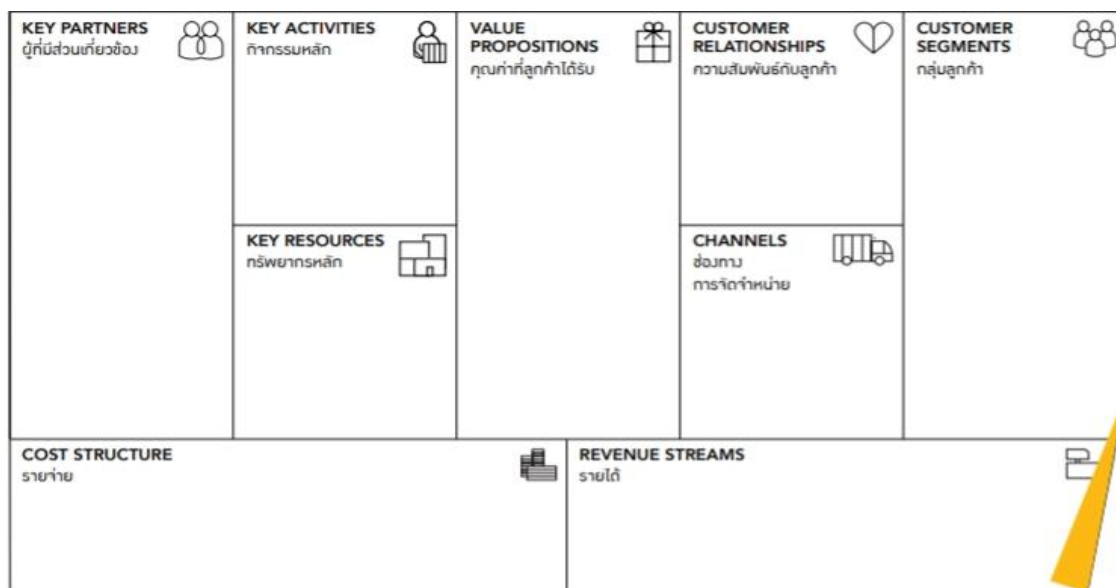 KEY PARTNERS
ผู้ที่มีส่วนเกี่ยวข้อง
KEY ACTIVITIES
กิจกรรมหลัก
KEY RESOURCES
ทรัพยากรหลัก
VALUE
PROPOSITIONS
คุณค่าที่ลูกค้าได้รับ
CUSTOMER
RELATIONSHIPS
ความสัมพันธ์กับลูกค้า
CHANNELS
ช่องทาง
การจัดจำหน่าย
CUSTOMER
SEGMENTS
กลุ่มลูกค้า
COST STRUCTURE
รายจ่าย
REVENUE STREAMS
รายได้